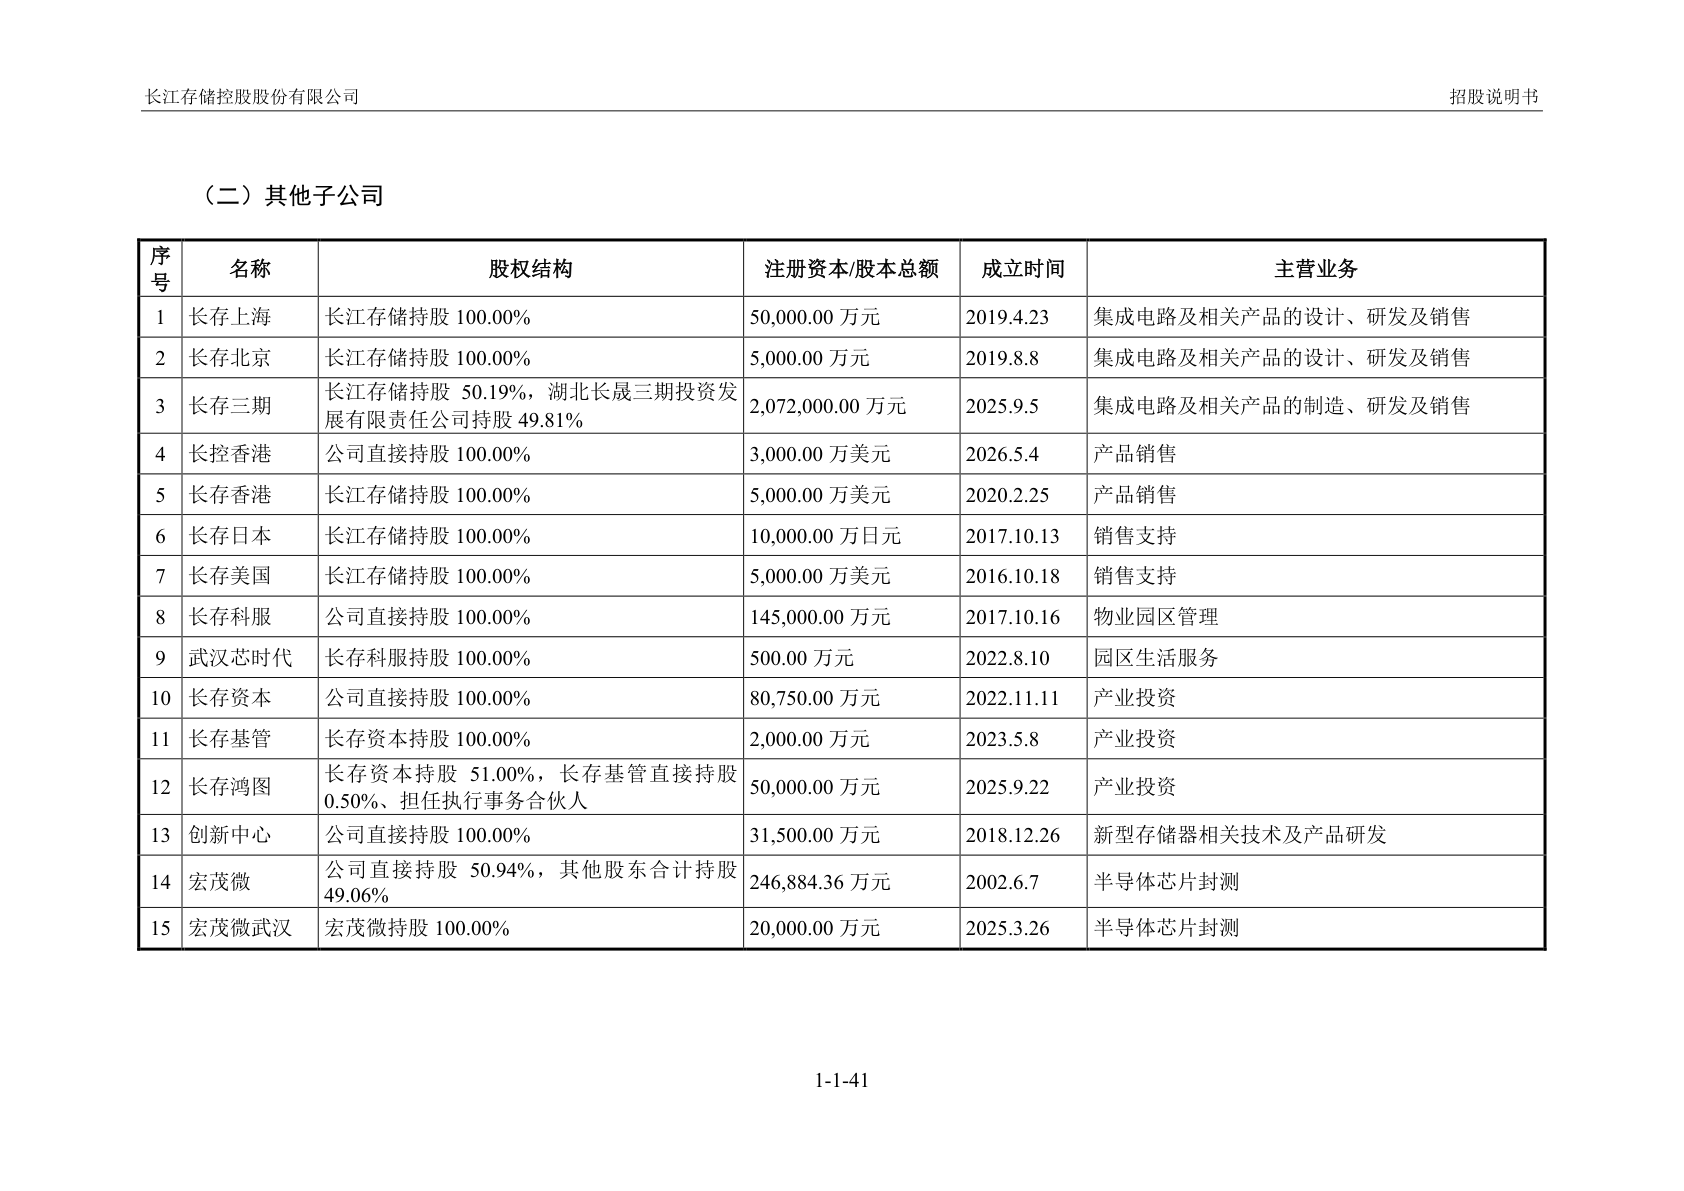 长江存储控股股份有限公司 招股说明书
（二）其他子公司
序号 名称 股权结构 注册资本/股本总额 成立时间 主营业务
1 长存上海 长江存储持股 100.00% 50,000.00 万元 2019.4.23 集成电路及相关产品的设计、研发及销售
2 长存北京 长江存储持股 100.00% 5,000.00 万元 2019.8.8 集成电路及相关产品的设计、研发及销售
3 长存三期 长江存储持股 50.19%，湖北长晟三期投资发展有限责任公司持股 49.81% 2,072,000.00 万元 2025.9.5 集成电路及相关产品的制造、研发及销售
4 长控香港 公司直接持股 100.00% 3,000.00 万美元 2026.5.4 产品销售
5 长存香港 长江存储持股 100.00% 5,000.00 万美元 2020.2.25 产品销售
6 长存日本 长江存储持股 100.00% 10,000.00 万日元 2017.10.13 销售支持
7 长存美国 长江存储持股 100.00% 5,000.00 万美元 2016.10.18 销售支持
8 长存科服 公司直接持股 100.00% 145,000.00 万元 2017.10.16 物业园区管理
9 武汉芯时代 长存科服持股 100.00% 500.00 万元 2022.8.10 园区生活服务
10 长存资本 公司直接持股 100.00% 80,750.00 万元 2022.11.11 产业投资
11 长存基管 长存资本持股 100.00% 2,000.00 万元 2023.5.8 产业投资
12 长存鸿图 长存资本持股 51.00%，长存基管直接持股 0.50%、担任执行事务合伙人 50,000.00 万元 2025.9.22 产业投资
13 创新中心 公司直接持股 100.00% 31,500.00 万元 2018.12.26 新型存储器相关技术及产品研发
14 宏茂微 公司直接持股 50.94%，其他股东合计持股 49.06% 246,884.36 万元 2002.6.7 半导体芯片封测
15 宏茂微武汉 宏茂微持股 100.00% 20,000.00 万元 2025.3.26 半导体芯片封测
1-1-41